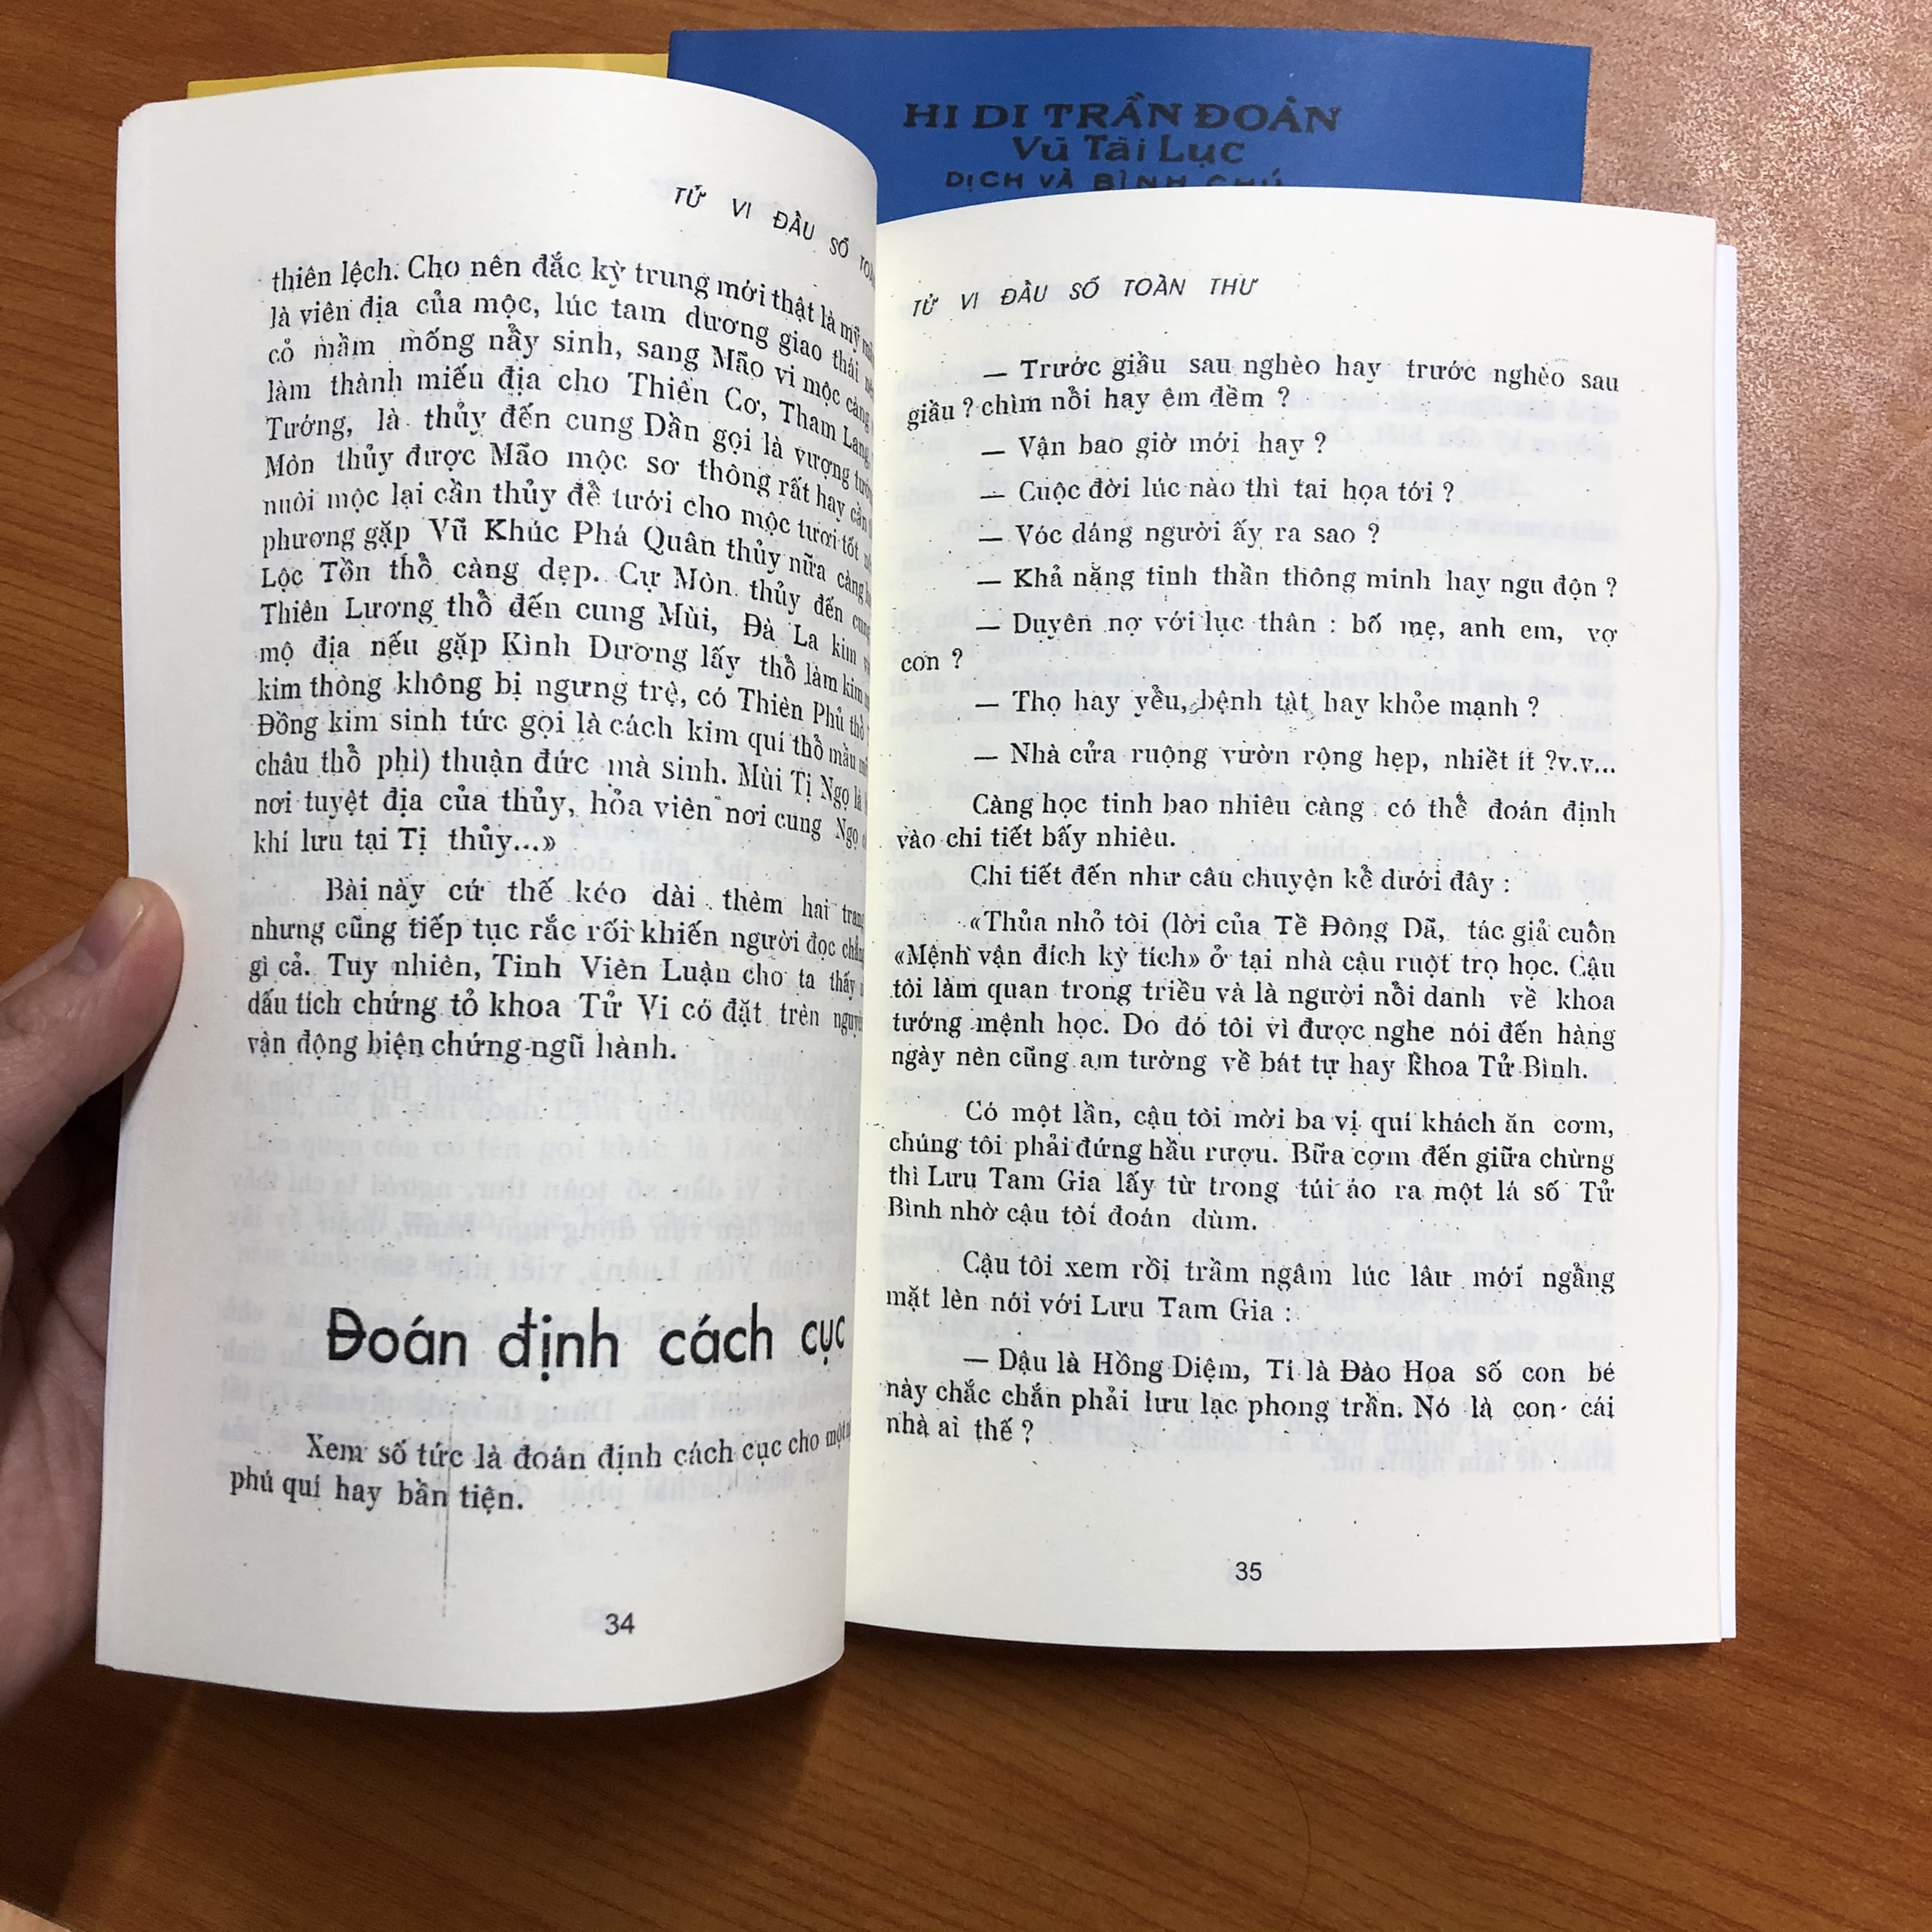 HI DI TRẦN ĐOÀN
Vũ Tài Lục
DỊCH VÀ BÌNH CHÚ
TỬ VI ĐẦU SỐ
thiên lệch. Cho nên đắc kỳ trung mới thật là mỹ
là viên địa của mộc, lúc tam dương giao thái
cỏ mầm mống nẩy sinh, sang Mão vi mộc càng
làm thành miếu địa cho Thiên Cơ, Tham Lang
Tướng, là thủy đến cung Dần gọi là vượng
Mòn thủy được Mão mộc sơ thông rất hay cần
nuôi mộc lại cần thủy để tưới cho mộc tươi tốt
phương gặp Vũ Khúc Phá Quân thủy nữa càng
Lộc Tồn thổ càng dẹp. Cự Mòn thủy đến cung
Thiên Lương thổ đến cung Mùi, Đà La kim
mộ địa nếu gặp Kình Dương lấy thổ làm kim
kim thòng không bị ngưng trệ, có Thiên Phủ thổ
Đồng kim sinh tức gọi là cách kim quí thổ mầu
châu thổ phì) thuận đức mà sinh. Mùi Tị Ngọ là
nơi tuyệt địa của thủy, hỏa viên nơi cung Ngọ
khí lưu tại Tị thủy...»
Bài này cứ thế kéo dài thêm hai trang
nhưng cũng tiếp tục rắc rối khiến người đọc chẳng
gì cả. Tuy nhiên, Tinh Viên Luận cho ta thấy
dấu tích chứng tỏ khoa Tử Vi có đặt trên
vận động biện chứng ngũ hành.
Đoán định cách cục
Xem số tức là đoán định cách cục cho một
phú quí hay bần tiện.
34
TỬ VI ĐẦU SỐ TOÀN THƯ
— Trước giầu sau nghèo hay trước nghèo sau
giầu ? chìm nổi hay êm đềm ?
— Vận bao giờ mới hay ?
— Cuộc đời lúc nào thì tai họa tới ?
— Vóc dáng người ấy ra sao ?
— Khả năng tinh thần thông minh hay ngu độn ?
— Duyên nợ với lục thân : bố mẹ, anh em, vợ
con ?
— Thọ hay yểu, bệnh tật hay khỏe mạnh ?
— Nhà cửa ruộng vườn rộng hẹp, nhiềt ít ?v.v...
Càng học tinh bao nhiêu càng có thể đoán định
vào chi tiết bấy nhiêu.
Chi tiết đến như câu chuyện kể dưới đây :
«Thủa nhỏ tôi (lời của Tề Đông Dã, tác giả cuốn
«Mệnh vận đích kỳ tích» ở tại nhà cậu ruột trọ học. Cậu
tôi làm quan trong triều và là người nổi danh về khoa
tướng mệnh học. Do đó tôi vì được nghe nói đến hàng
ngày nên cũng am tường về bát tự hay khoa Tử Bình.
Có một lần, cậu tôi mời ba vị quí khách ăn cơm,
chúng tôi phải đứng hầu rượu. Bữa cơm đến giữa chừng
thì Lưu Tam Gia lấy từ trong túi áo ra một lá số Tử
Bình nhờ cậu tôi đoán dùm.
Cậu tôi xem rồi trầm ngâm lúc lâu mới ngẩng
mặt lên nói với Lưu Tam Gia :
— Dậu là Hồng Diệm, Tí là Đào Hoa số con bé
này chắc chắn phải lưu lạc phong trần. Nó là con cái
nhà ai thế ?
35